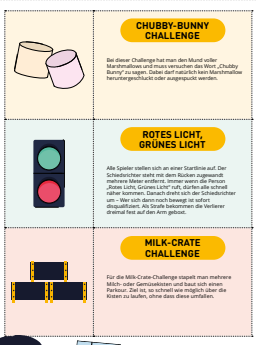 CHUBBY-BUNNY
CHALLENGE
Bei dieser Challenge hat man den Mund voller
Marshmallows und muss versuchen das Wort „Chubby
Bunny“ zu sagen. Dabei darf natürlich kein Marshmallow
heruntergeschluckt oder ausgespuckt werden.
ROTES LICHT,
GRÜNES LICHT
Alle Spieler stellen sich an einer Startlinie auf. Der
Schiedsrichter steht mit dem Rücken zugewandt
mehrere Meter entfernt. Immer wenn die Person
„Rotes Licht, Grünes Licht“ ruft, dürfen alle schnell
näher kommen. Danach dreht sich der Schiedsrichter
um – Wer sich dann noch bewegt ist sofort
disqualifiziert. Als Strafe bekommen die Verlierer
dreimal fest auf den Arm geboxt.
MILK-CRATE
CHALLENGE
Für die Milk-Crate-Challenge stapelt man mehrere
Milch- oder Gemüsekisten und baut sich einen
Parkour. Ziel ist, so schnell wie möglich über die
Kisten zu laufen, ohne dass diese umfallen.